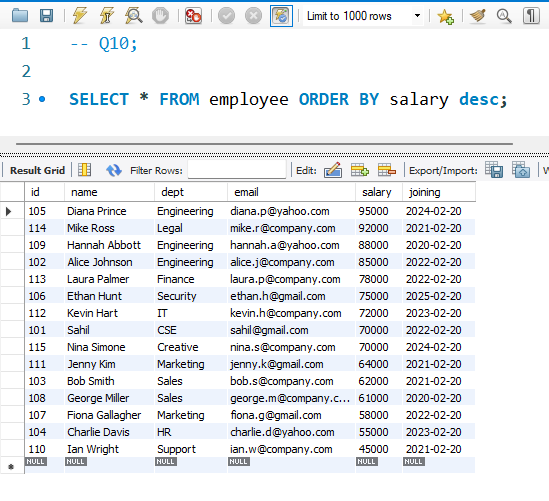 Limit to 1000 rows
1 -- Q10;
2
3 SELECT * FROM employee ORDER BY salary desc;
Result Grid Filter Rows: Edit: Export/Import: W
id name dept email salary joining
105 Diana Prince Engineering diana.p@yahoo.com 95000 2024-02-20
114 Mike Ross Legal mike.r@company.com 92000 2021-02-20
109 Hannah Abbott Engineering hannah.a@yahoo.com 88000 2020-02-20
102 Alice Johnson Engineering alice.j@company.com 85000 2022-02-20
113 Laura Palmer Finance laura.p@company.com 78000 2022-02-20
106 Ethan Hunt Security ethan.h@gmail.com 75000 2025-02-20
112 Kevin Hart IT kevin.h@company.com 72000 2023-02-20
101 Sahil CSE sahil@gmail.com 70000 2022-02-20
115 Nina Simone Creative nina.s@company.com 70000 2024-02-20
111 Jenny Kim Marketing jenny.k@gmail.com 64000 2021-02-20
103 Bob Smith Sales bob.s@company.com 62000 2021-02-20
108 George Miller Sales george.m@company.c... 61000 2020-02-20
107 Fiona Gallagher Marketing fiona.g@gmail.com 58000 2022-02-20
104 Charlie Davis HR charlie.d@yahoo.com 55000 2023-02-20
110 Ian Wright Support ian.w@company.com 45000 2021-02-20
NULL NULL NULL NULL NULL NULL